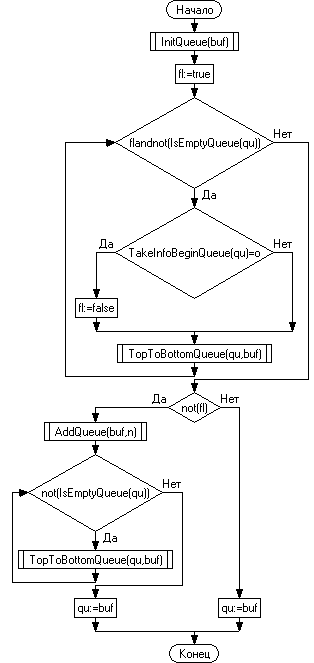 Начало
InitQueue(buf)
fl:=true
flandnot(IsEmptyQueue(qu))
Нет
Да
Да
Нет
TakeInfoBeginQueue(qu)=o
fl:=false
TopToBottomQueue(qu,buf)
Да
Нет
not(fl)
AddQueue(buf,n)
not(IsEmptyQueue(qu))
Нет
Да
TopToBottomQueue(qu,buf)
qu:=buf
qu:=buf
Конец